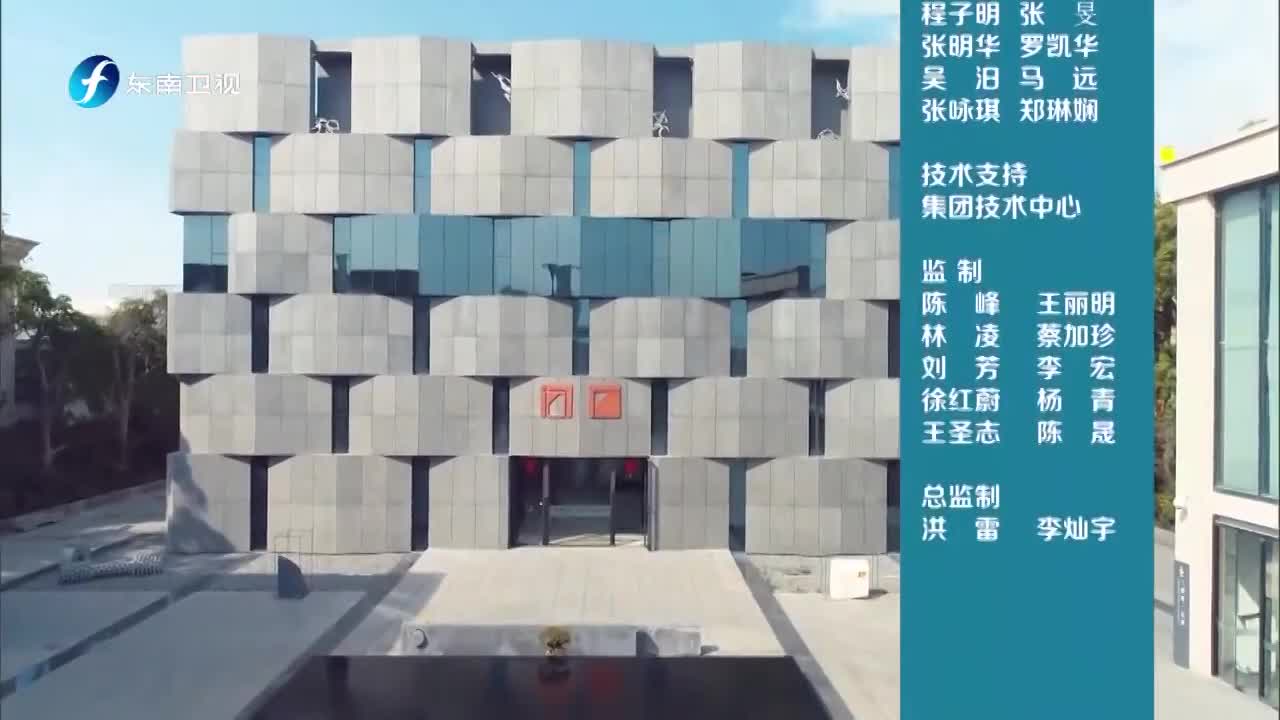 东南卫视
程子明 张 旻
张明华 罗凯华
吴 汨 马 远
张咏琪 郑琳娴
技术支持
集团技术中心
监 制
陈 峰 王丽明
林 凌 蔡加珍
刘 芳 李 宏
徐红蔚 杨 青
王圣志 陈 晟
总监制
洪 雷 李灿宇